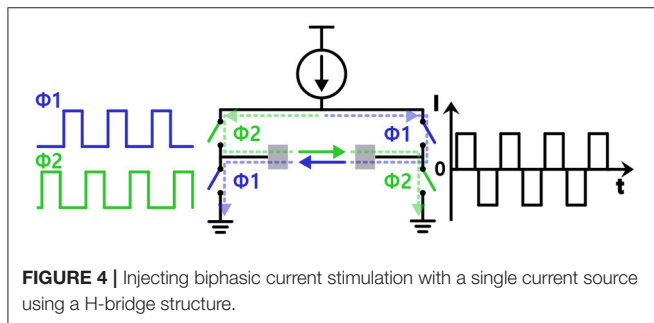 I
Φ1
Φ2
Φ1
0
Φ2
Φ1
Φ2
t
FIGURE 4 | Injecting biphasic current stimulation with a single current source
using a H-bridge structure.